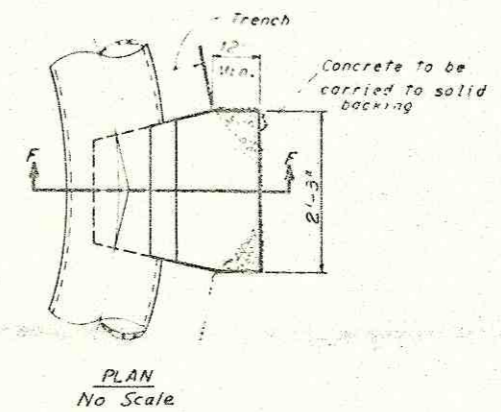 Trench
12"
Min.
Concrete to be
carried to solid
backing
F
F
2'-3"
PLAN
No Scale